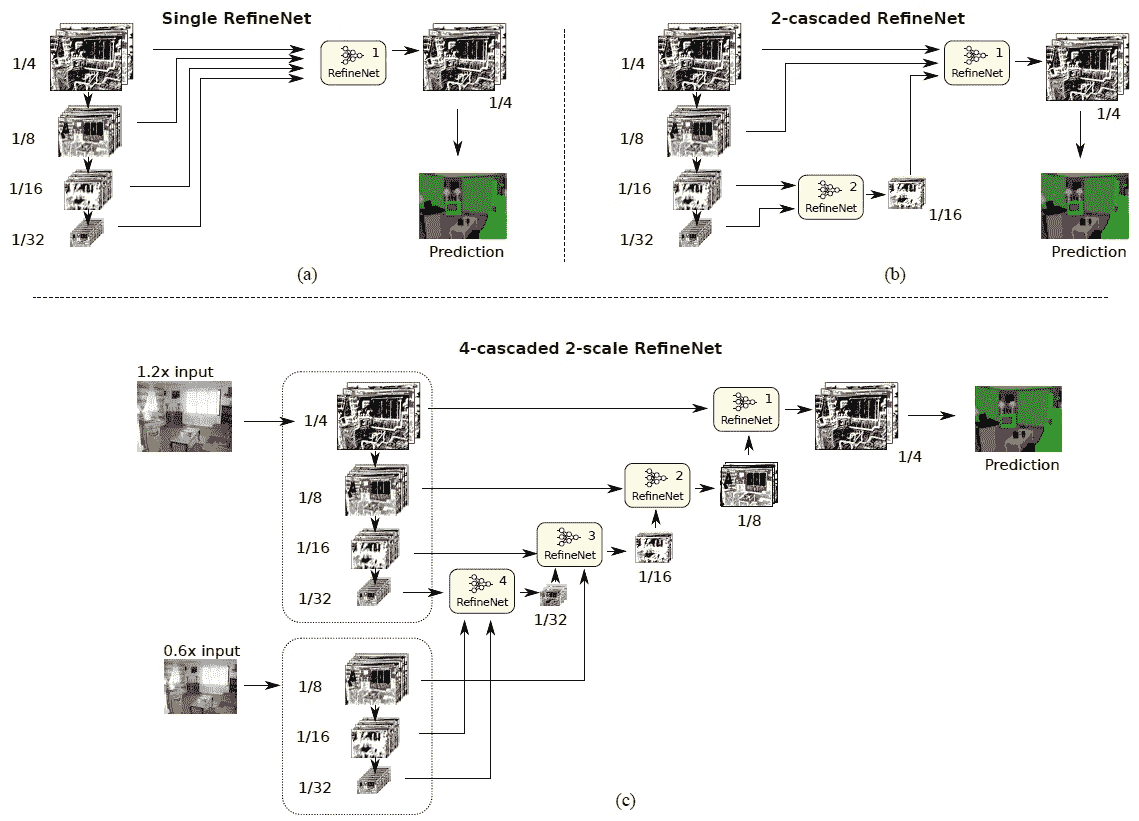 Single RefineNet
1/4
1/8
1/16
1/32
1
RefineNet
1/4
Prediction
(a)
2-cascaded RefineNet
1/4
1/8
1/16
1/32
1
RefineNet
2
RefineNet
1/16
1/4
Prediction
(b)
4-cascaded 2-scale RefineNet
1.2x input
1/4
1/8
1/16
1/32
1
RefineNet
2
RefineNet
3
RefineNet
4
RefineNet
1/32
1/16
1/8
1/4
Prediction
0.6x input
1/8
1/16
1/32
(c)